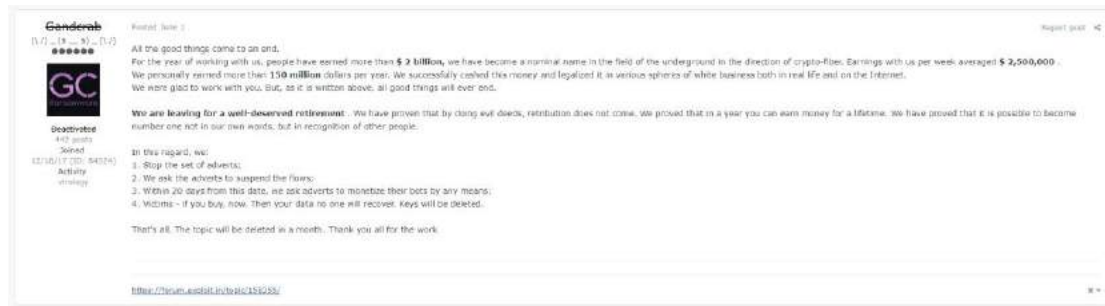 Gandcrab
Posted June 1
Report post
All the good things come to an end.
For the year of working with us, people have earned more than $ 2 billion, we have become a nominal name in the field of the underground in the direction of crypto-fiber. Earnings with us per week averaged $ 2,500,000 .
We personally earned more than 150 million dollars per year. We successfully cashed this money and legalized it in various spheres of white business both in real life and on the Internet.
We were glad to work with you. But, as it is written above, all good things will ever end.
We are leaving for a well-deserved retirement . We have proven that by doing evil deeds, retribution does not come. We proved that in a year you can earn money for a lifetime. We have proved that it is possible to become
number one not in our own words, but in recognition of other people.
GC
Deactivated
posts
Joined
Activity
virology
In this regard, we:
1. Stop the set of adverts;
2. We ask the adverts to suspend the flows;
3. Within 20 days from this date, we ask adverts to monetize their bots by any means;
4. Victims - if you buy, now. Then your data no one will recover. Keys will be deleted.
That's all. The topic will be deleted in a month. Thank you all for the work